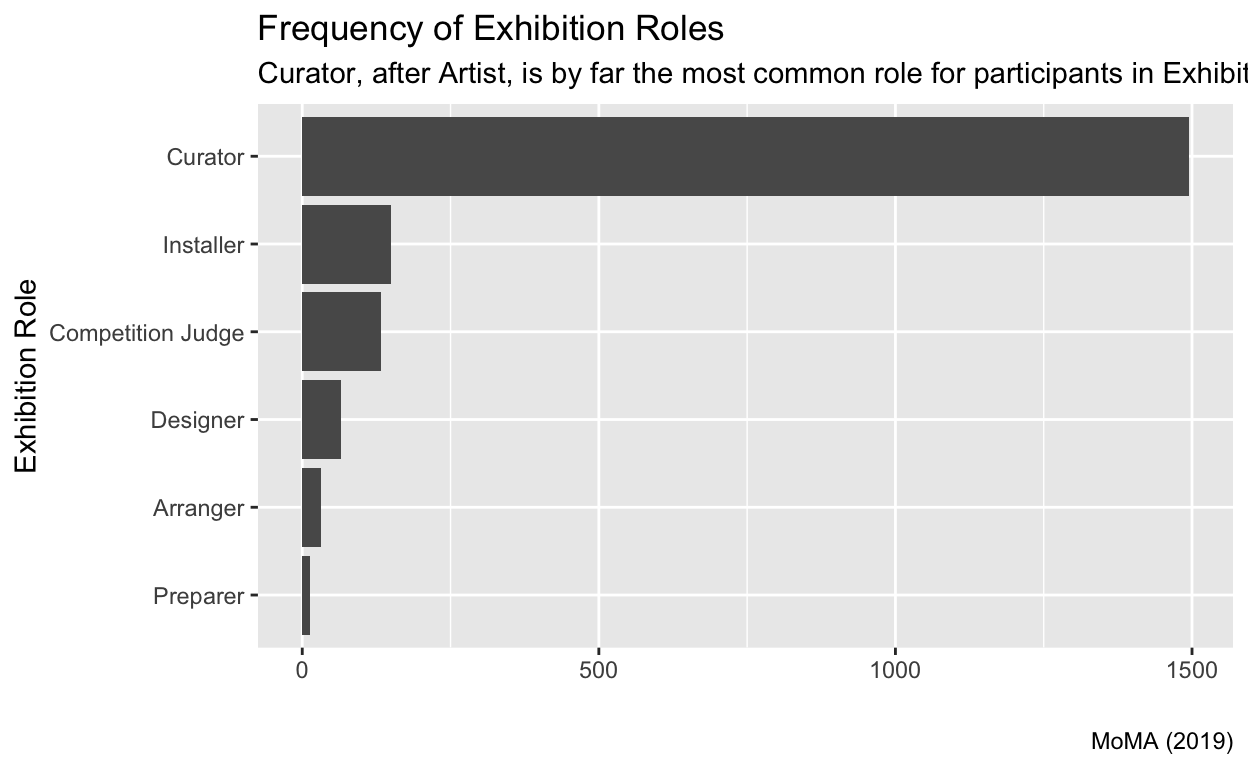 Frequency of Exhibition Roles
Curator, after Artist, is by far the most common role for participants in Exhibit
Exhibition Role
Curator
Installer
Competition Judge
Designer
Arranger
Preparer
0 500 1000 1500
MoMA (2019)